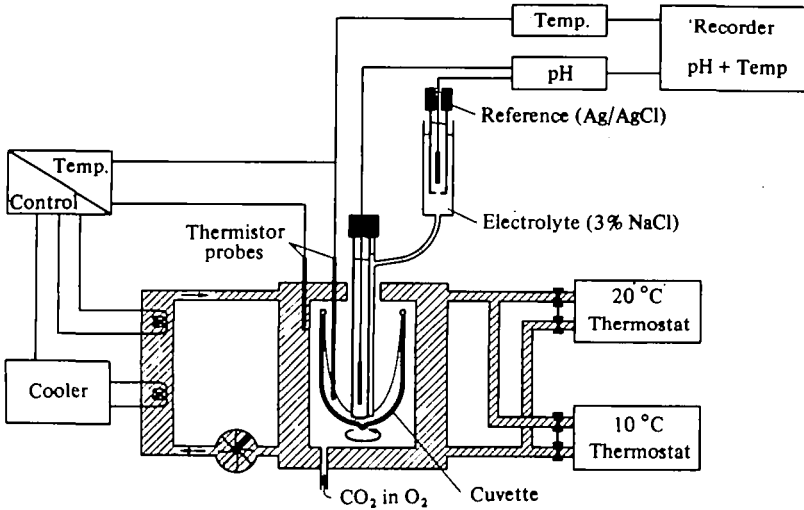 Temp.
Recorder
pH + Temp
pH
Reference (Ag/AgCl)
Temp.
Control
Electrolyte (3% NaCl)
Thermistor
probes
20 °C
Thermostat
Cooler
10 °C
Thermostat
CO₂ in O₂
Cuvette